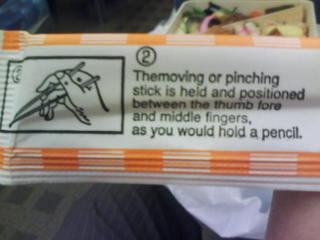 ②
Themoving or pinching
stick is held and positioned
between the thumb fore
and middle fingers,
as you would hold a pencil.